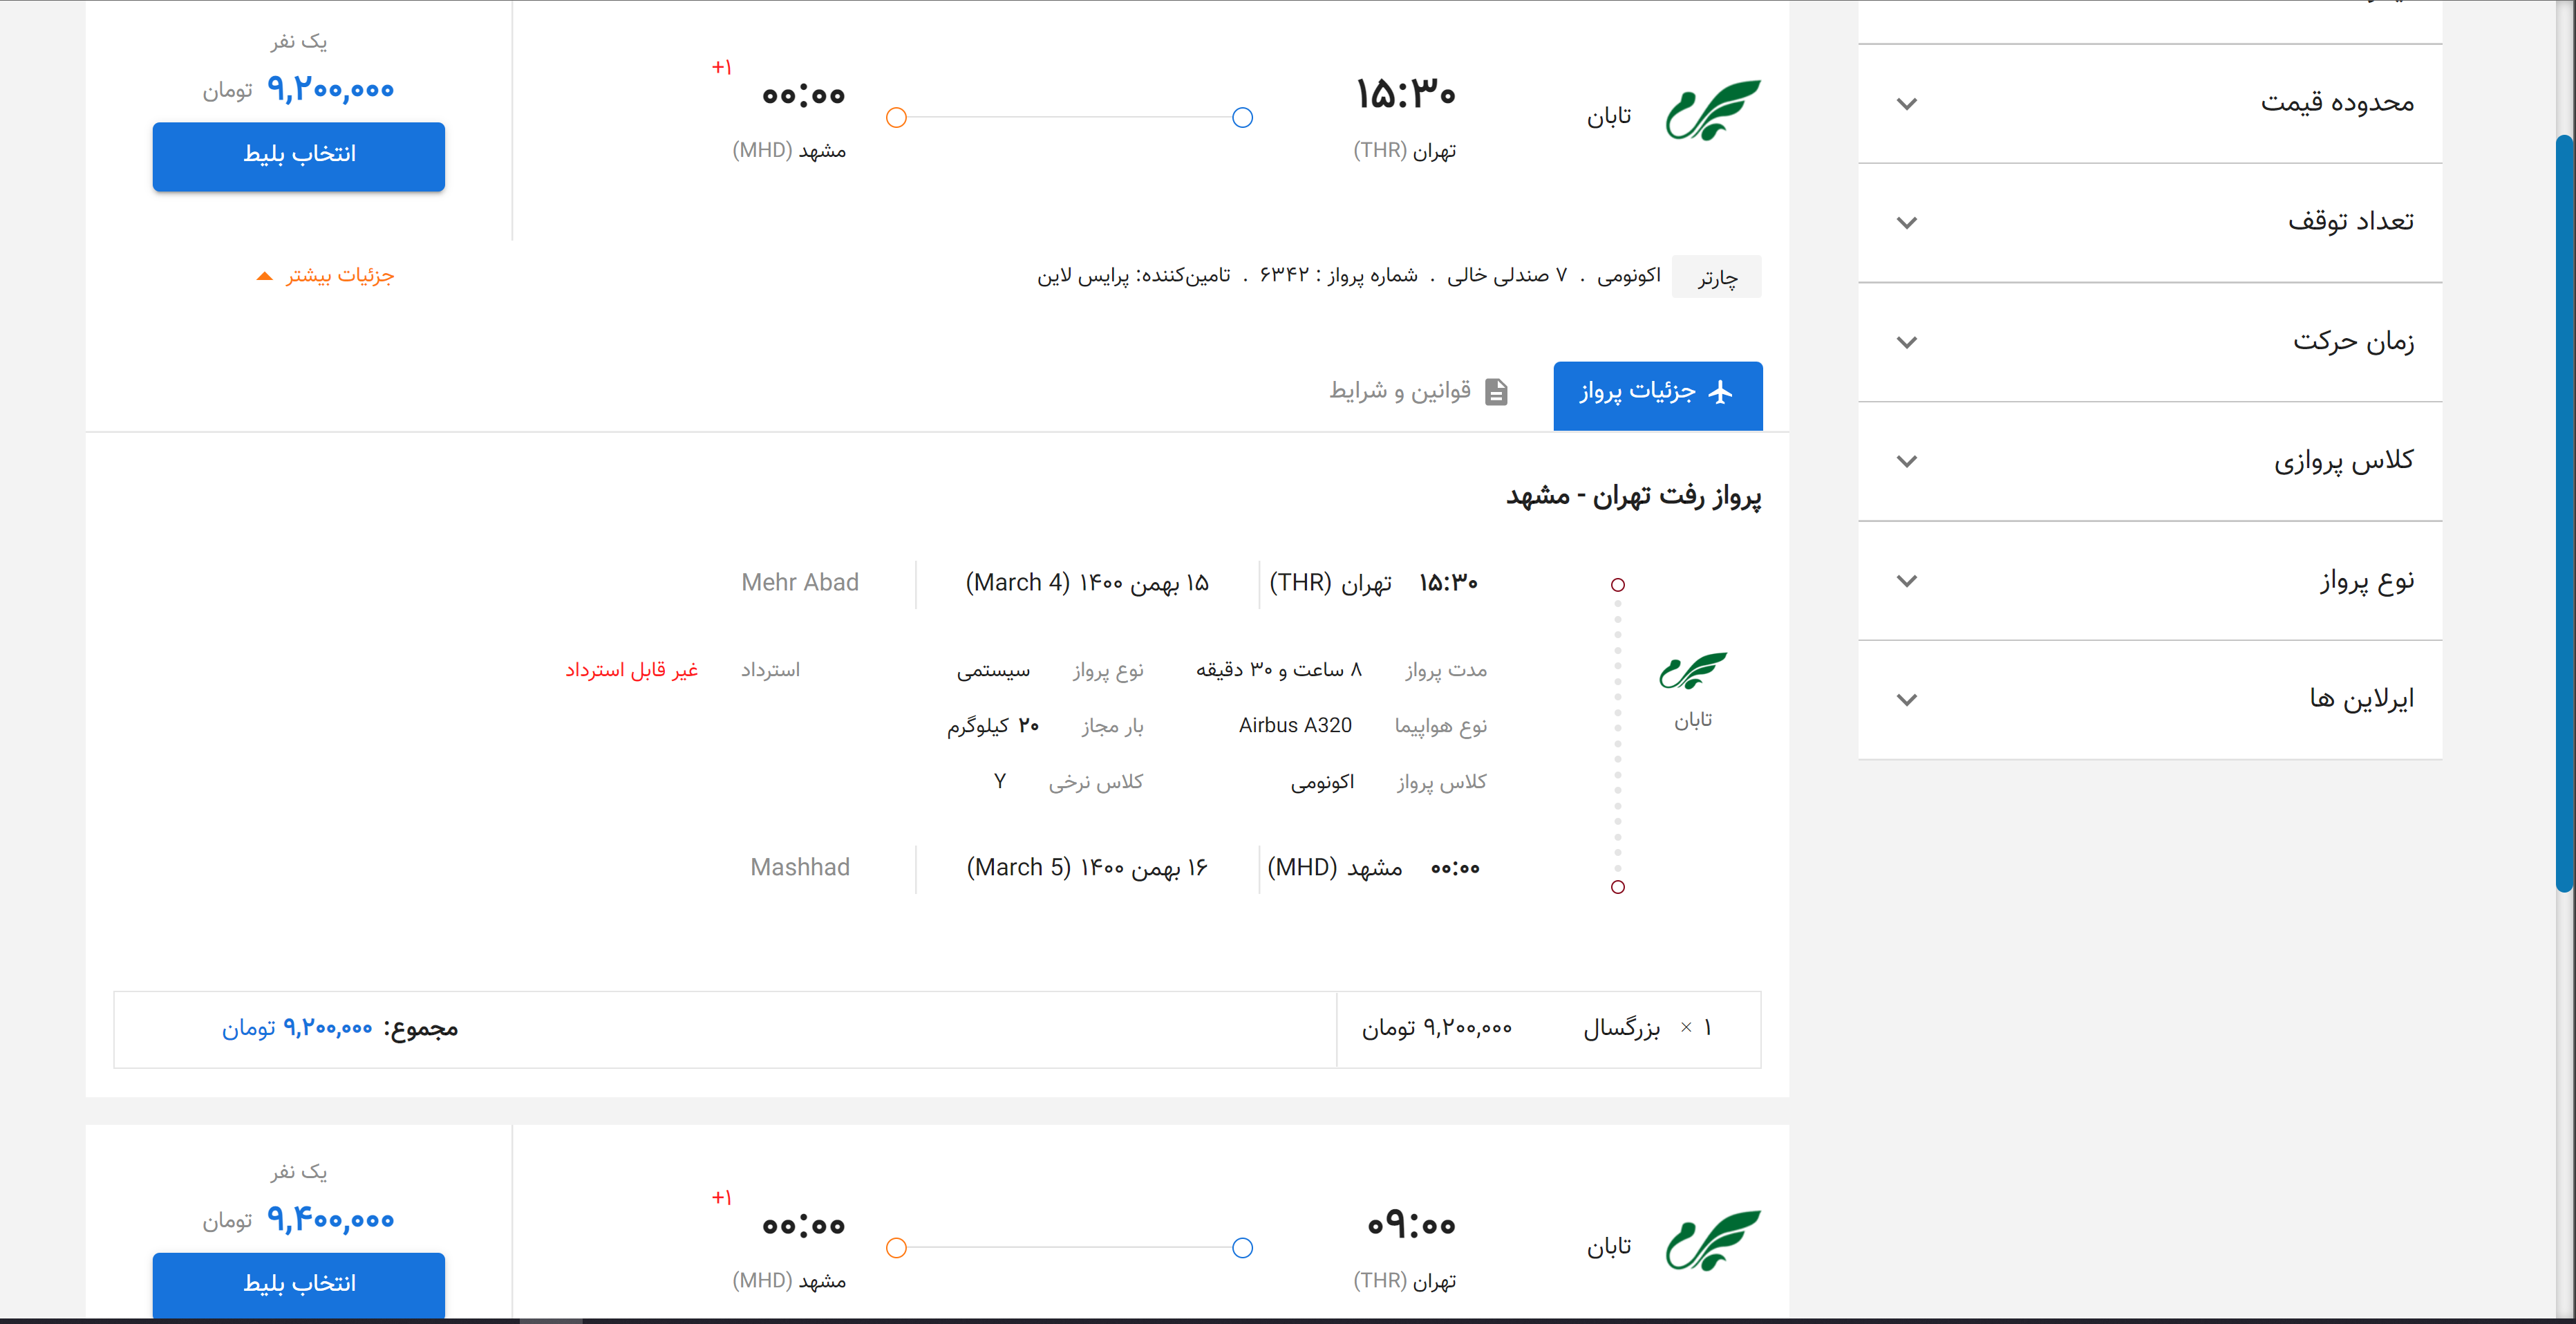 محدوده قیمت
تعداد توقف
زمان حرکت
کلاس پروازی
نوع پرواز
ایرلاین ها
تابان
۱۵:۳۰
تهران (THR)
+۱
۰۰:۰۰
مشهد (MHD)
یک نفر
۹,۲۰۰,۰۰۰ تومان
انتخاب بلیط
چارتر اکونومی . ۷ صندلی خالی . شماره پرواز : ۶۳۴۲ . تامین‌کننده: پرایس لاین
جزئیات بیشتر
جزئیات پرواز
قوانین و شرایط
پرواز رفت تهران - مشهد
۱۵:۳۰ تهران (THR) ۱۵ بهمن ۱۴۰۰ (March 4) Mehr Abad
تابان
مدت پرواز ۸ ساعت و ۳۰ دقیقه نوع پرواز سیستمی استرداد غیر قابل استرداد
نوع هواپیما Airbus A320 بار مجاز ۲۰ کیلوگرم
کلاس پرواز اکونومی کلاس نرخی Y
۰۰:۰۰ مشهد (MHD) ۱۶ بهمن ۱۴۰۰ (March 5) Mashhad
۱ × بزرگسال ۹,۲۰۰,۰۰۰ تومان مجموع: ۹,۲۰۰,۰۰۰ تومان
تابان
۰۹:۰۰
تهران (THR)
+۱
۰۰:۰۰
مشهد (MHD)
یک نفر
۹,۴۰۰,۰۰۰ تومان
انتخاب بلیط